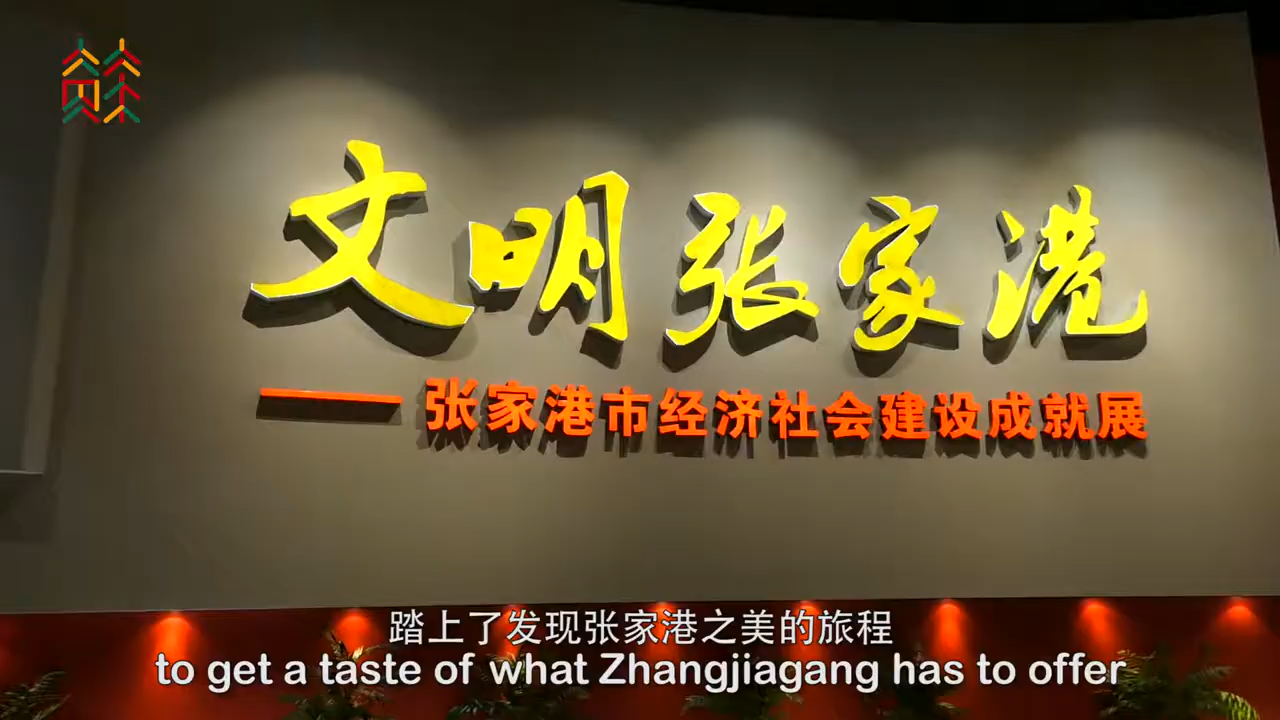 文明张家港
——张家港市经济社会建设成就展
踏上了发现张家港之美的旅程
to get a taste of what Zhangjiagang has to offer